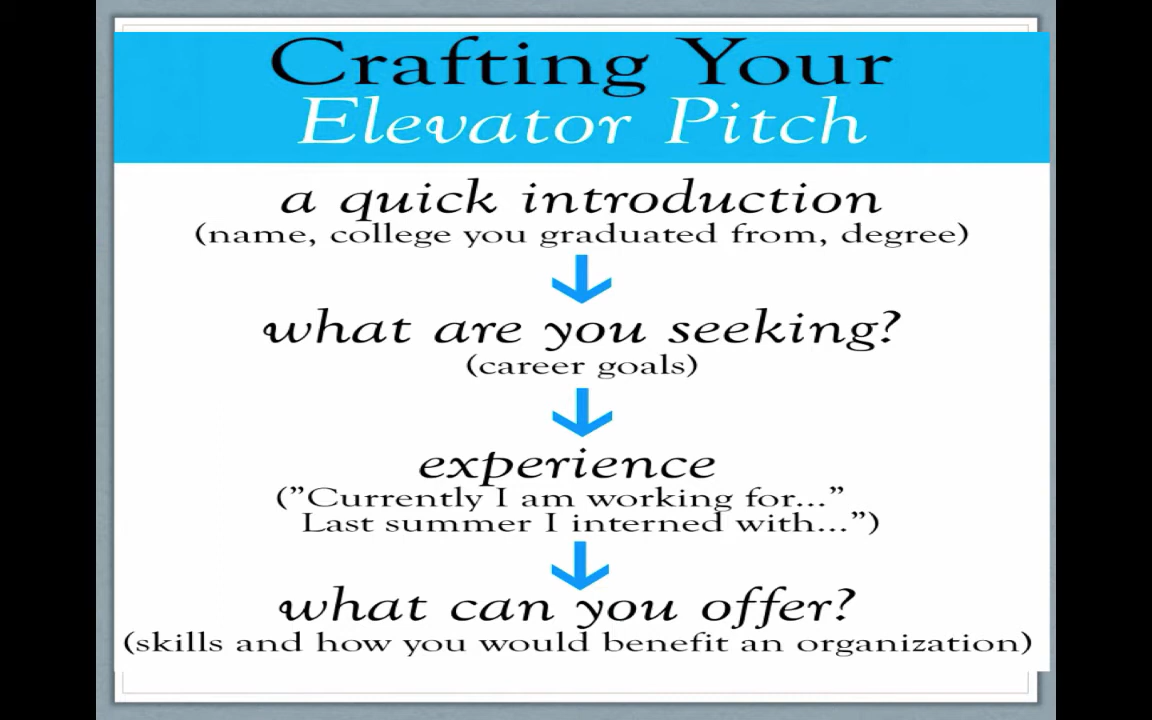 Crafting Your
Elevator Pitch
a quick introduction
(name, college you graduated from, degree)
what are you seeking?
(career goals)
experience
("Currently I am working for..."
Last summer I interned with...")
what can you offer?
(skills and how you would benefit an organization)